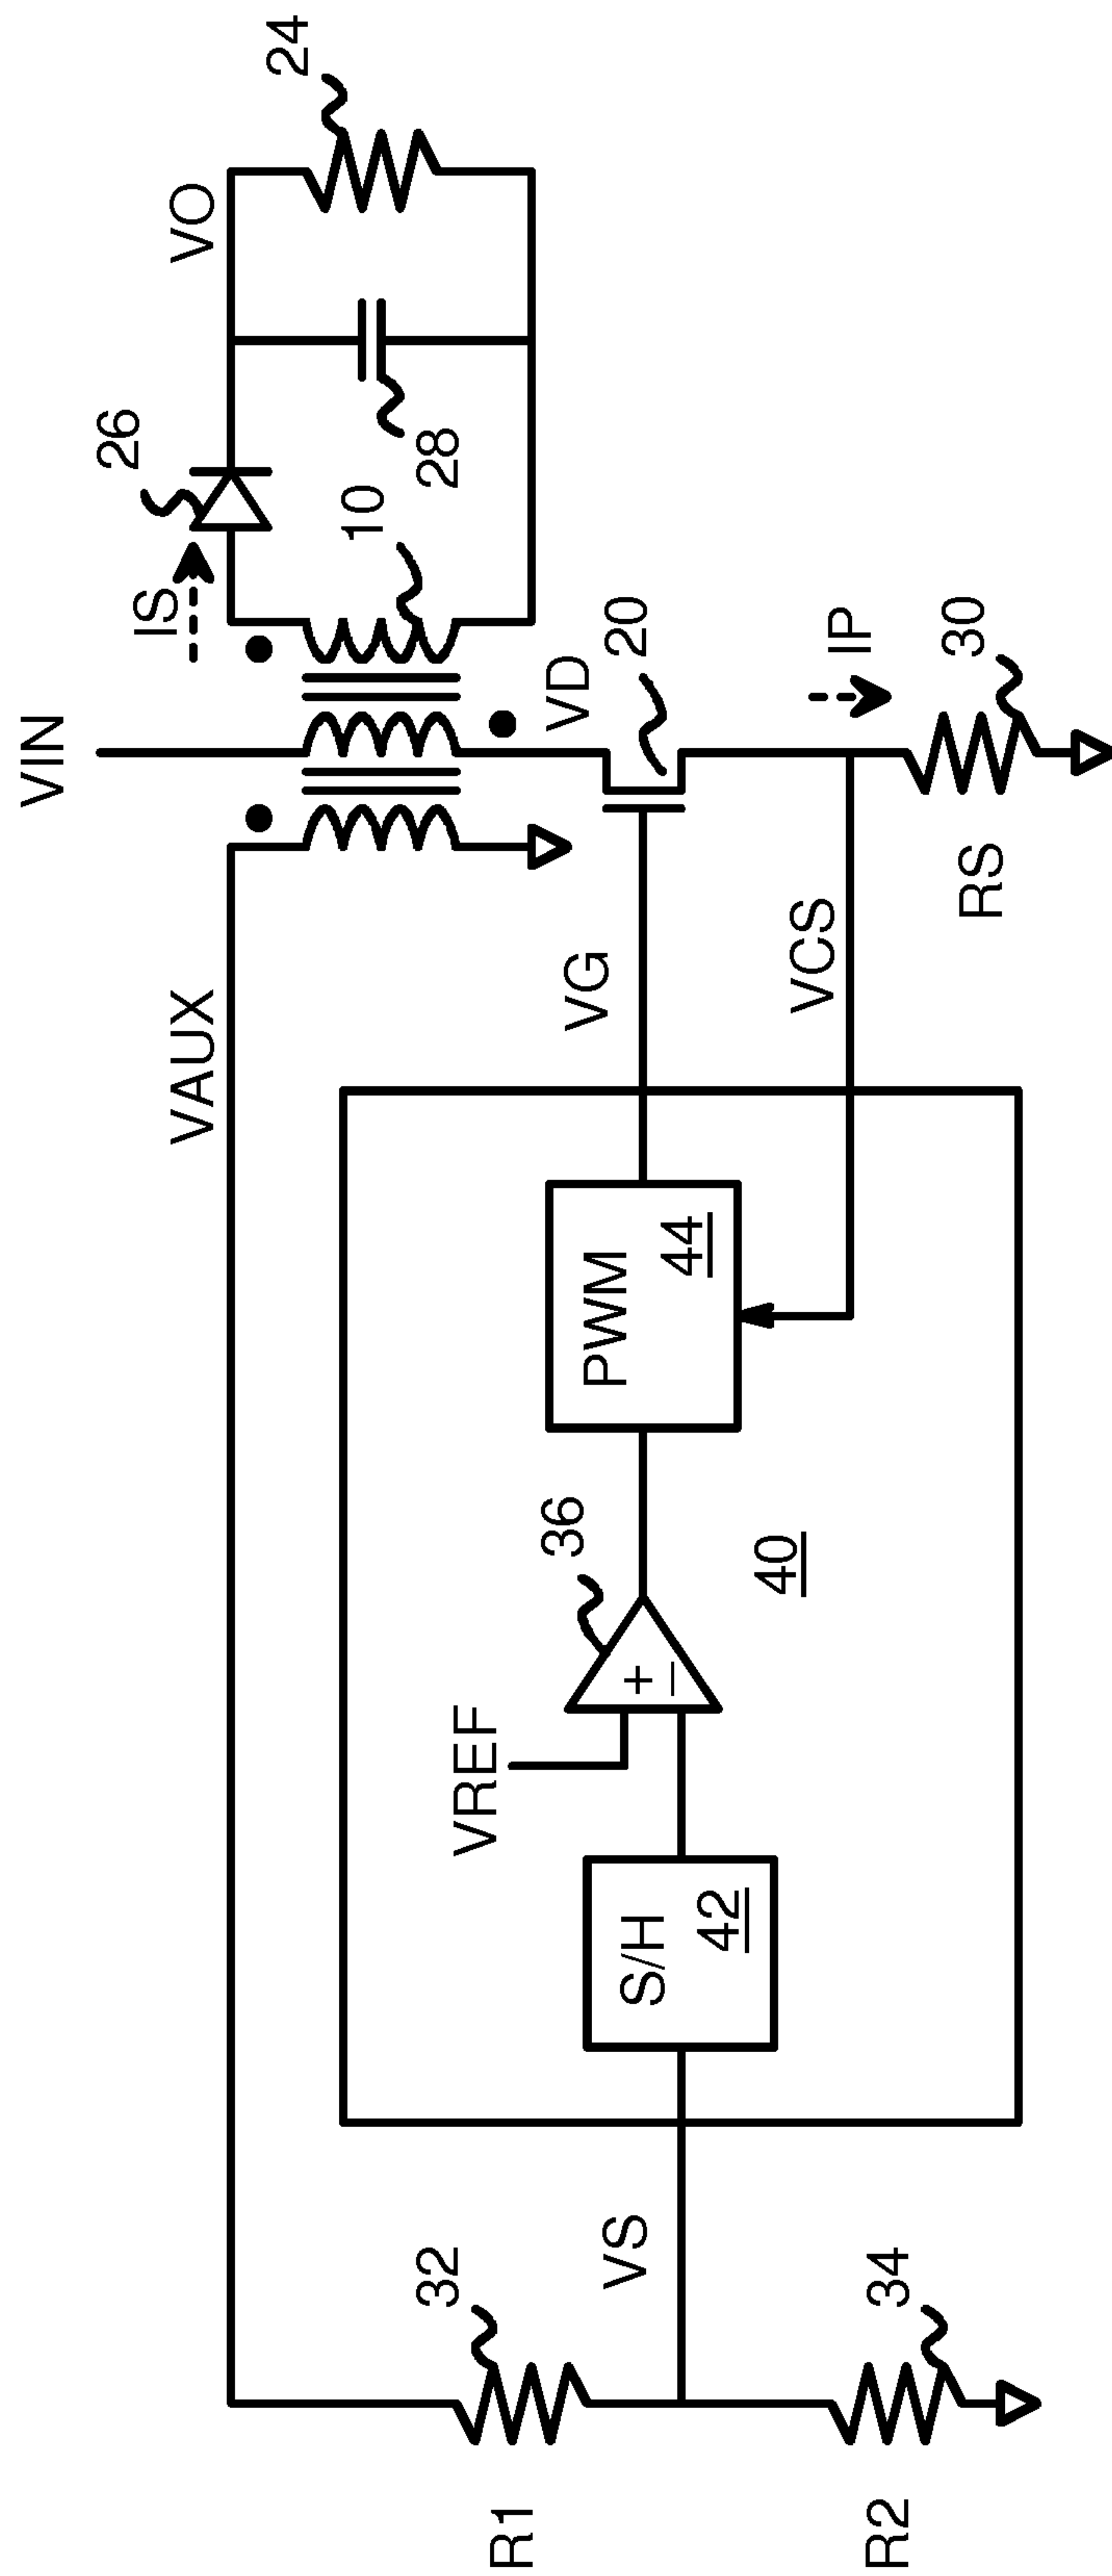 VIN
IS
26
VO
24
VAUX
10
28
VD
20
VG
IP
30
VCS
RS
PWM
44
36
VREF
+
−
40
S/H
42
VS
32
R1
34
R2